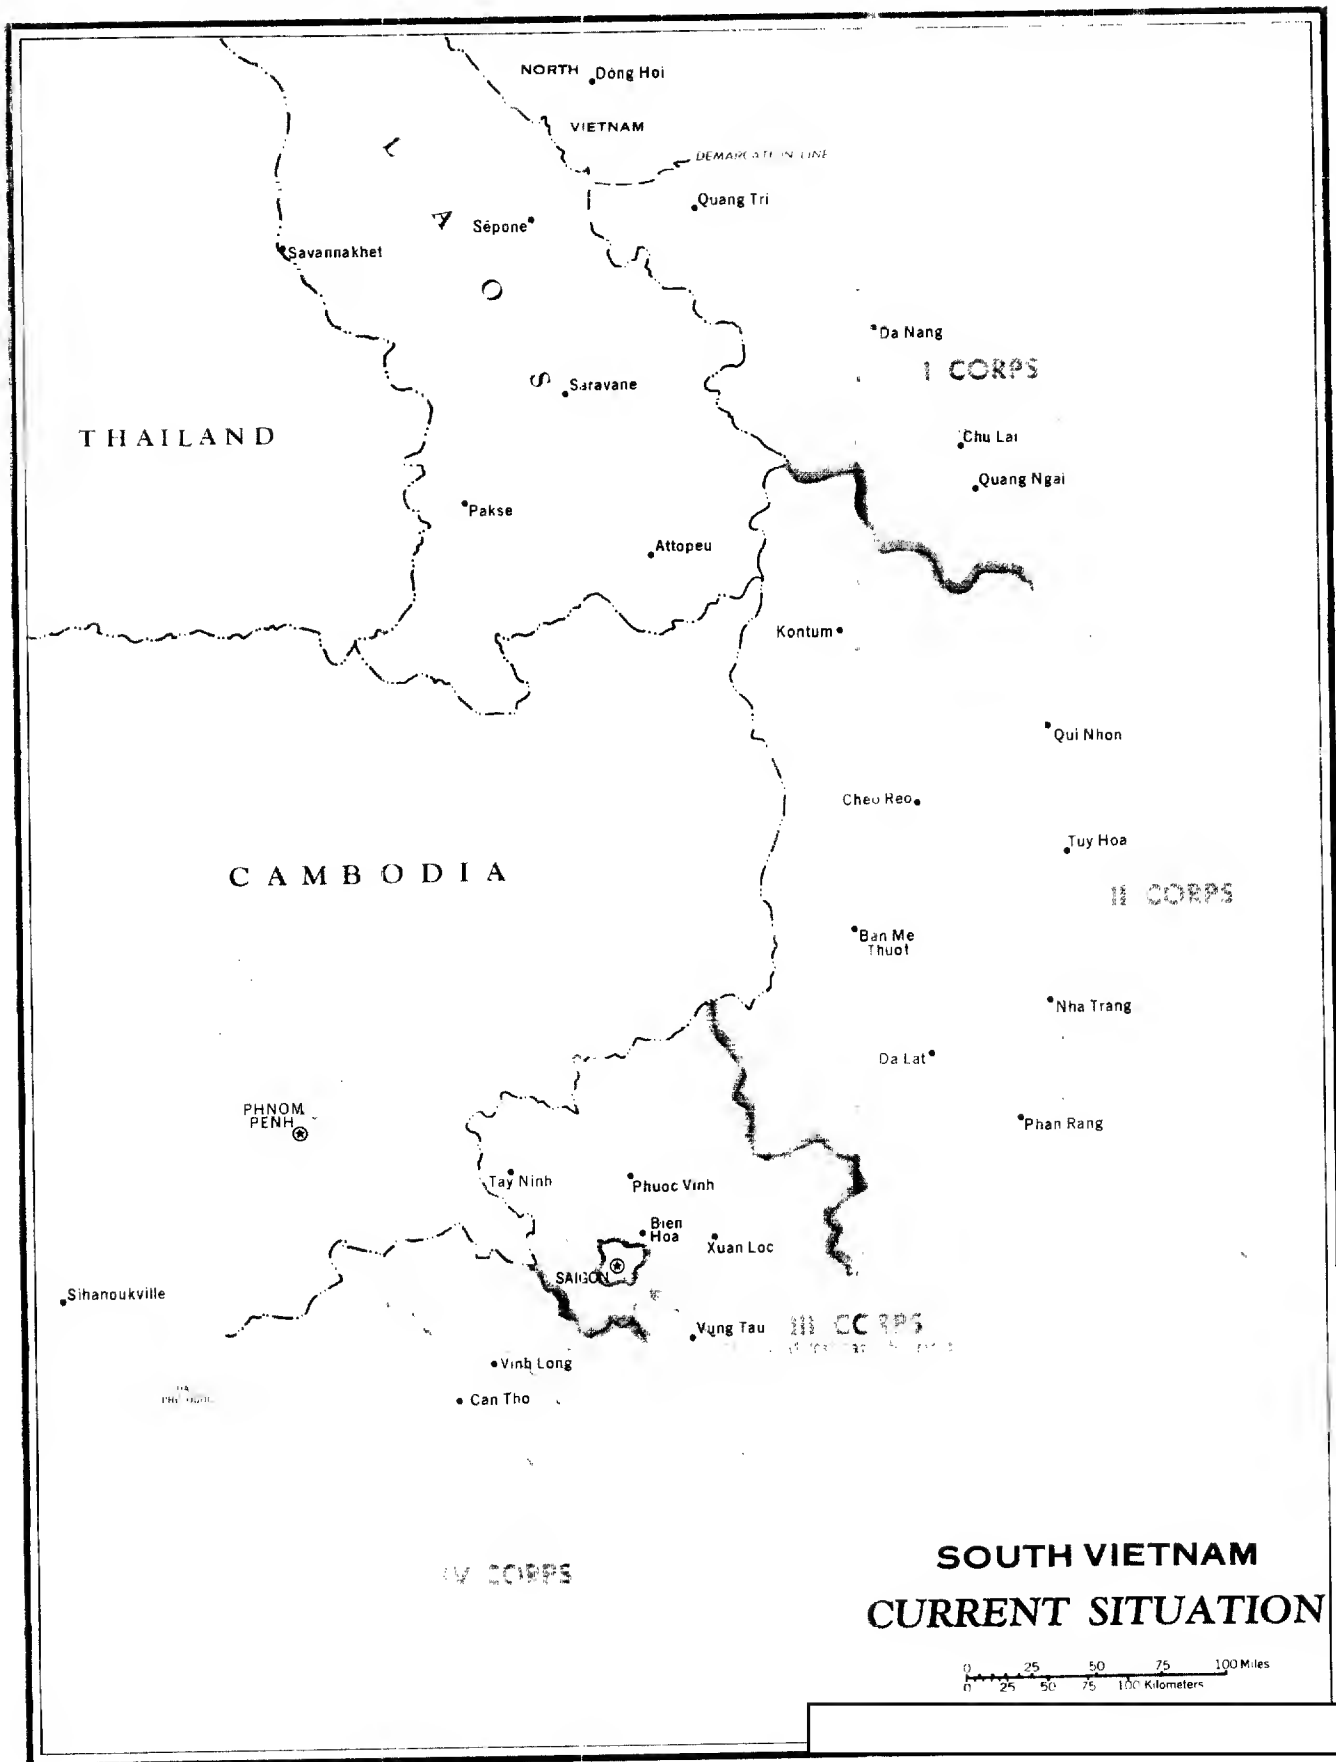 NORTH
Dong Hoi
VIETNAM
DEMARCATION LINE
Quang Tri
L A O S
Sépone
Savannakhet
Da Nang
I CORPS
Saravane
THAILAND
Chu Lai
Quang Ngai
Pakse
Attopeu
Kontum
Qui Nhon
Cheo Reo
Tuy Hoa
CAMBODIA
II CORPS
Ban Me
Thuot
Nha Trang
Da Lat
PHNOM
PENH
Phan Rang
Tay Ninh
Phuoc Vinh
Bien
Hoa
Xuan Loc
SAIGON
Sihanoukville
Vung Tau
III CORPS
Vinh Long
Can Tho
IV CORPS
SOUTH VIETNAM
CURRENT SITUATION
0 25 50 75 100 Miles
0 25 50 75 100 Kilometers